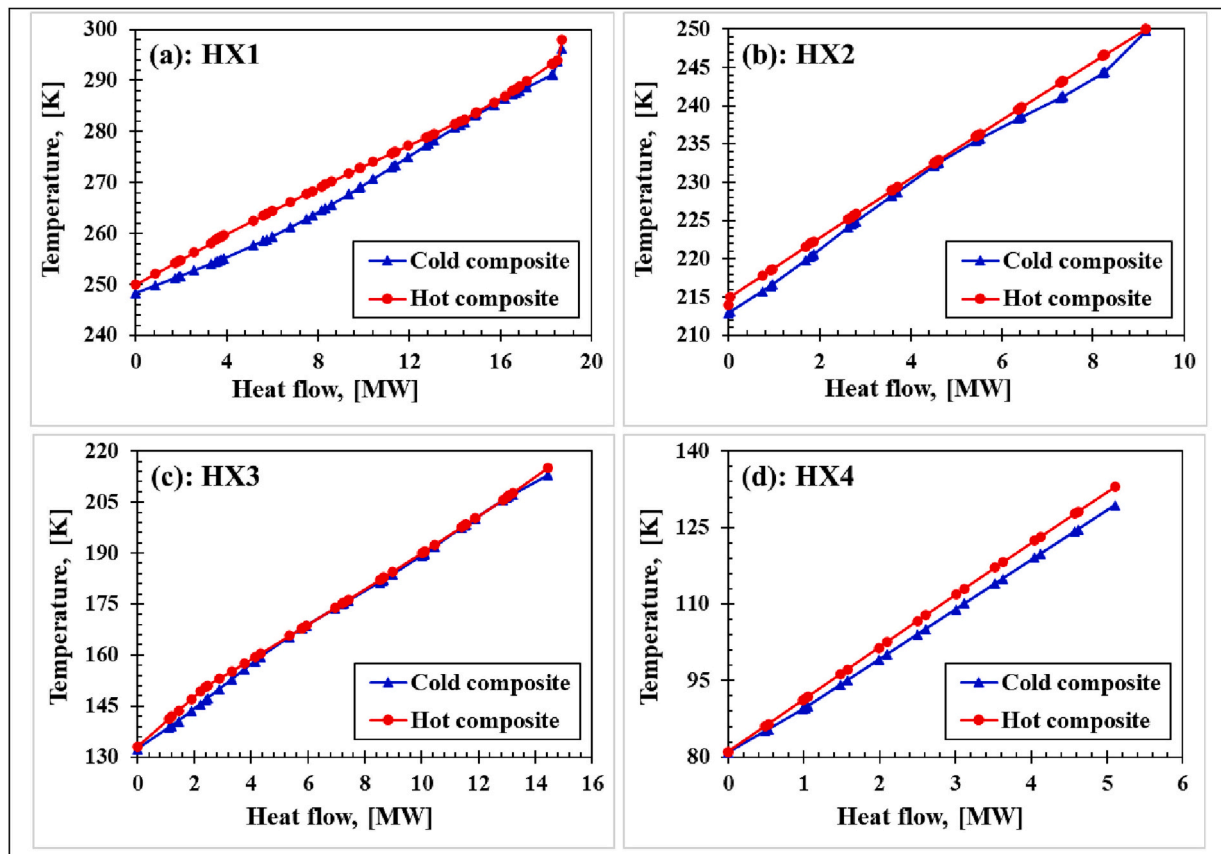 (a): HX1
Temperature, [K]
300
290
280
270
260
250
240
0 4 8 12 16 20
Heat flow, [MW]
Cold composite
Hot composite
(b): HX2
Temperature, [K]
250
245
240
235
230
225
220
215
210
0 2 4 6 8 10
Heat flow, [MW]
Cold composite
Hot composite
(c): HX3
Temperature, [K]
220
205
190
175
160
145
130
0 2 4 6 8 10 12 14 16
Heat flow, [MW]
Cold composite
Hot composite
(d): HX4
Temperature, [K]
140
125
110
95
80
0 1 2 3 4 5 6
Heat flow, [MW]
Cold composite
Hot composite